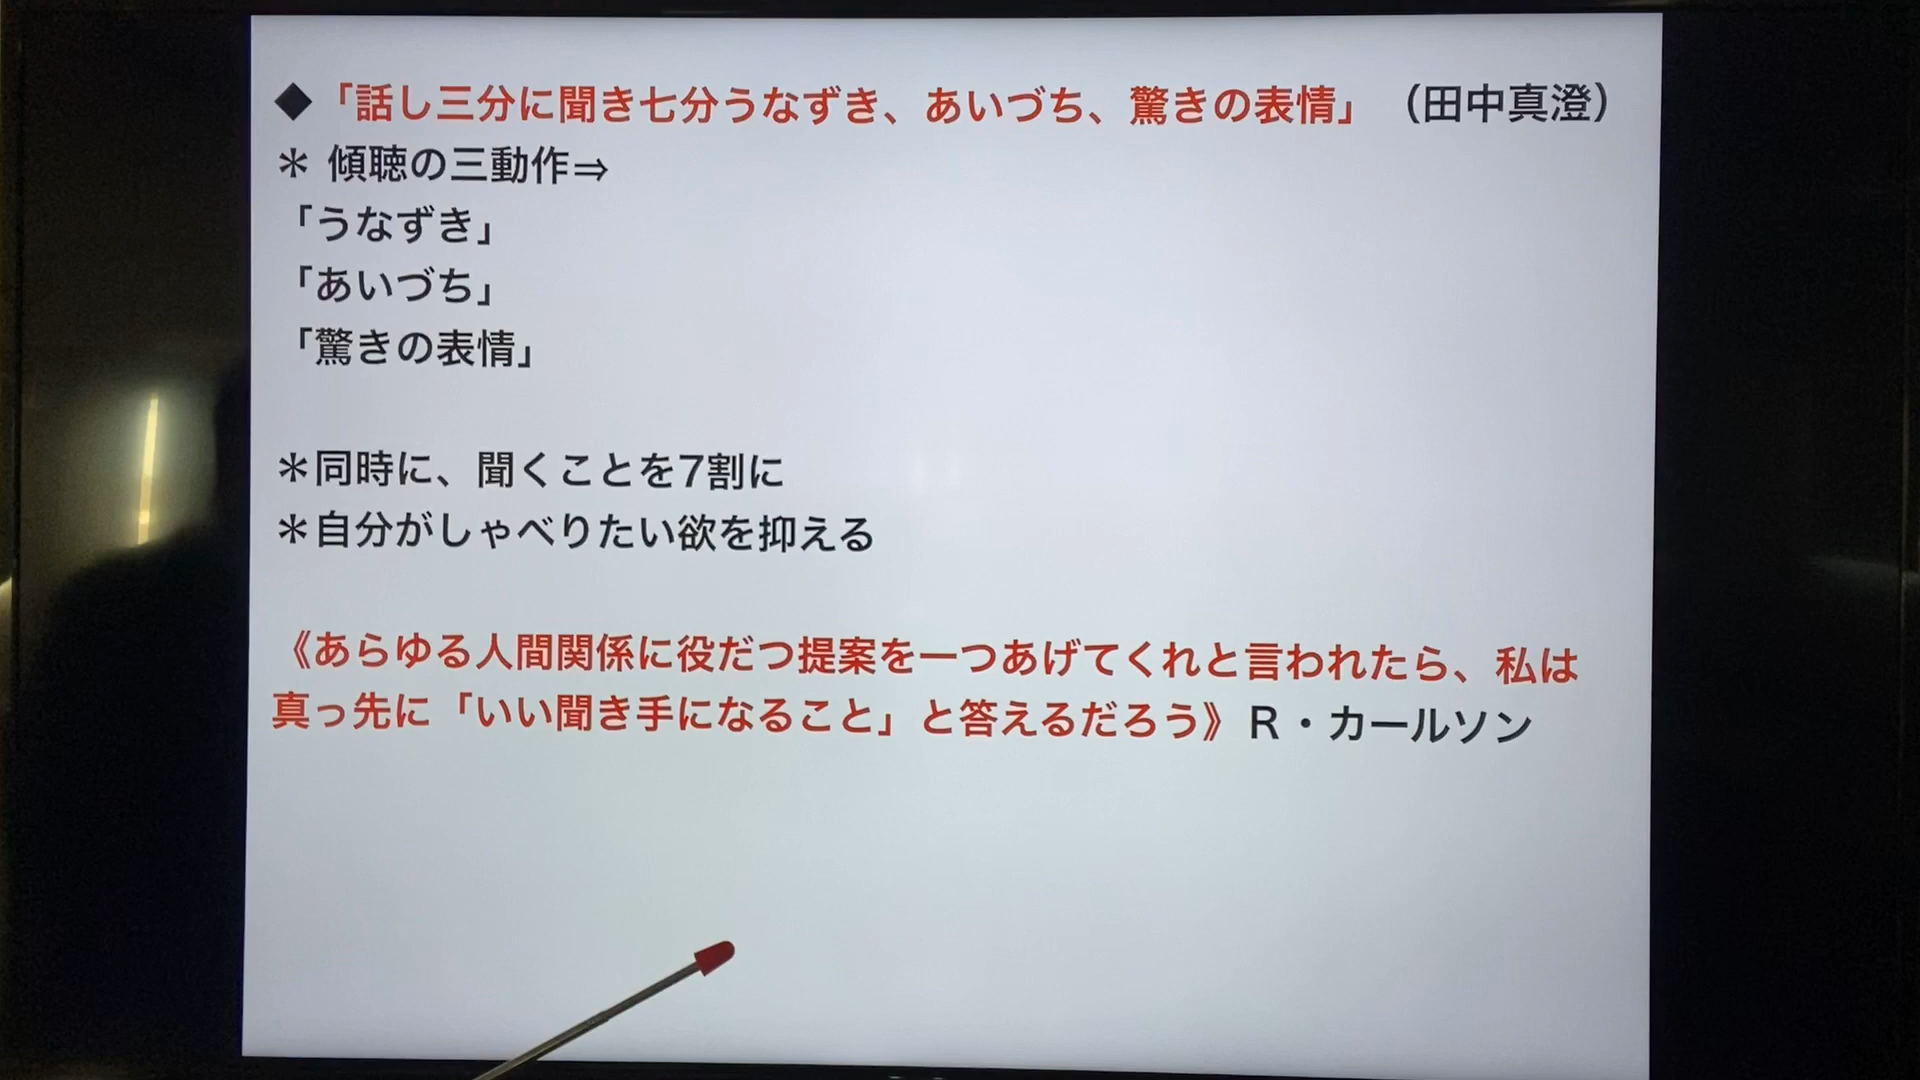 ◆「話し三分に聞き七分うなずき、あいづち、驚きの表情」（田中真澄）
＊ 傾聴の三動作⇒
「うなずき」
「あいづち」
「驚きの表情」
＊同時に、聞くことを7割に
＊自分がしゃべりたい欲を抑える
《あらゆる人間関係に役だつ提案を一つあげてくれと言われたら、私は
真っ先に「いい聞き手になること」と答えるだろう》Ｒ・カールソン